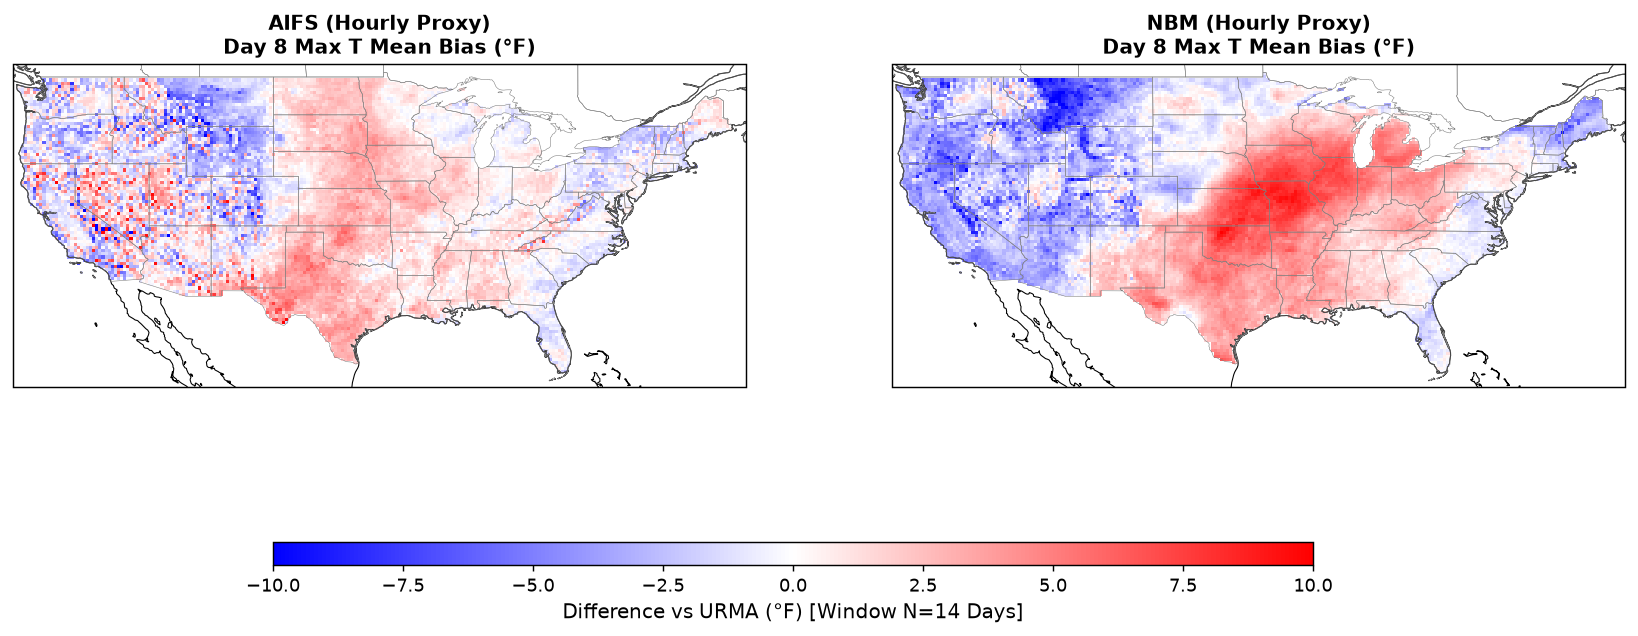 AIFS (Hourly Proxy)
Day 8 Max T Mean Bias (°F)
NBM (Hourly Proxy)
Day 8 Max T Mean Bias (°F)
−10.0 −7.5 −5.0 −2.5 0.0 2.5 5.0 7.5 10.0
Difference vs URMA (°F) [Window N=14 Days]